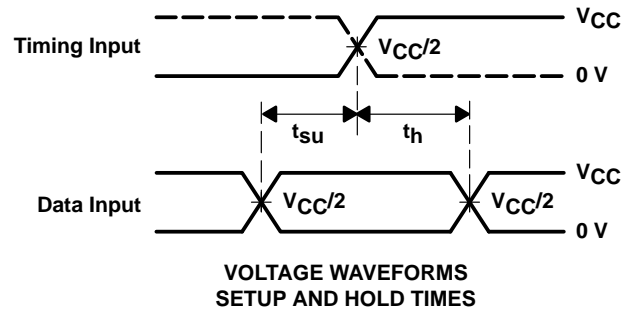 Timing Input
VCC
VCC/2
0 V
tsu
th
Data Input
VCC
VCC/2
VCC/2
0 V
VOLTAGE WAVEFORMS
SETUP AND HOLD TIMES